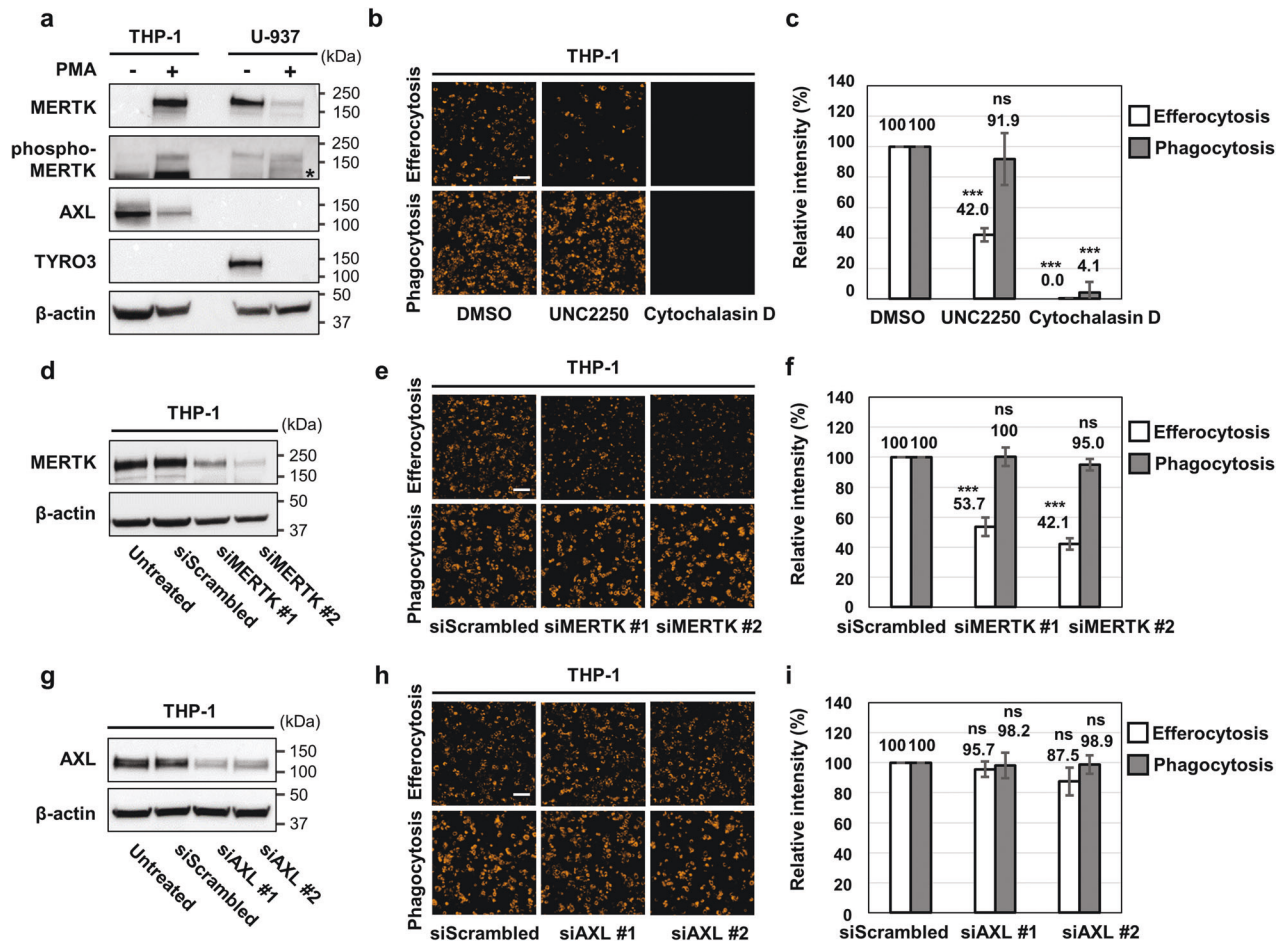 a
THP-1 U-937
(kDa)
PMA - + - +
MERTK
250
150
phospho-
MERTK
250
150
*
AXL
150
100
TYRO3
150
100
β-actin
50
37
b
THP-1
Efferocytosis
Phagocytosis
DMSO UNC2250 Cytochalasin D
c
Relative intensity (%)
140
120
100
80
60
40
20
0
100 100
*** 
42.0
ns
91.9
***
0.0
***
4.1
DMSO UNC2250 Cytochalasin D
Efferocytosis
Phagocytosis
d
THP-1
(kDa)
MERTK
250
150
β-actin
50
37
Untreated
siScrambled
siMERTK #1
siMERTK #2
e
THP-1
Efferocytosis
Phagocytosis
siScrambled siMERTK #1 siMERTK #2
f
Relative intensity (%)
140
120
100
80
60
40
20
0
100 100
***
53.7
ns
100
***
42.1
ns
95.0
siScrambled siMERTK #1 siMERTK #2
Efferocytosis
Phagocytosis
g
THP-1
(kDa)
AXL
150
100
β-actin
50
37
Untreated
siScrambled
siAXL #1
siAXL #2
h
THP-1
Efferocytosis
Phagocytosis
siScrambled siAXL #1 siAXL #2
i
Relative intensity (%)
140
120
100
80
60
40
20
0
100 100
ns
95.7
ns
98.2
ns
87.5
ns
98.9
siScrambled siAXL #1 siAXL #2
Efferocytosis
Phagocytosis